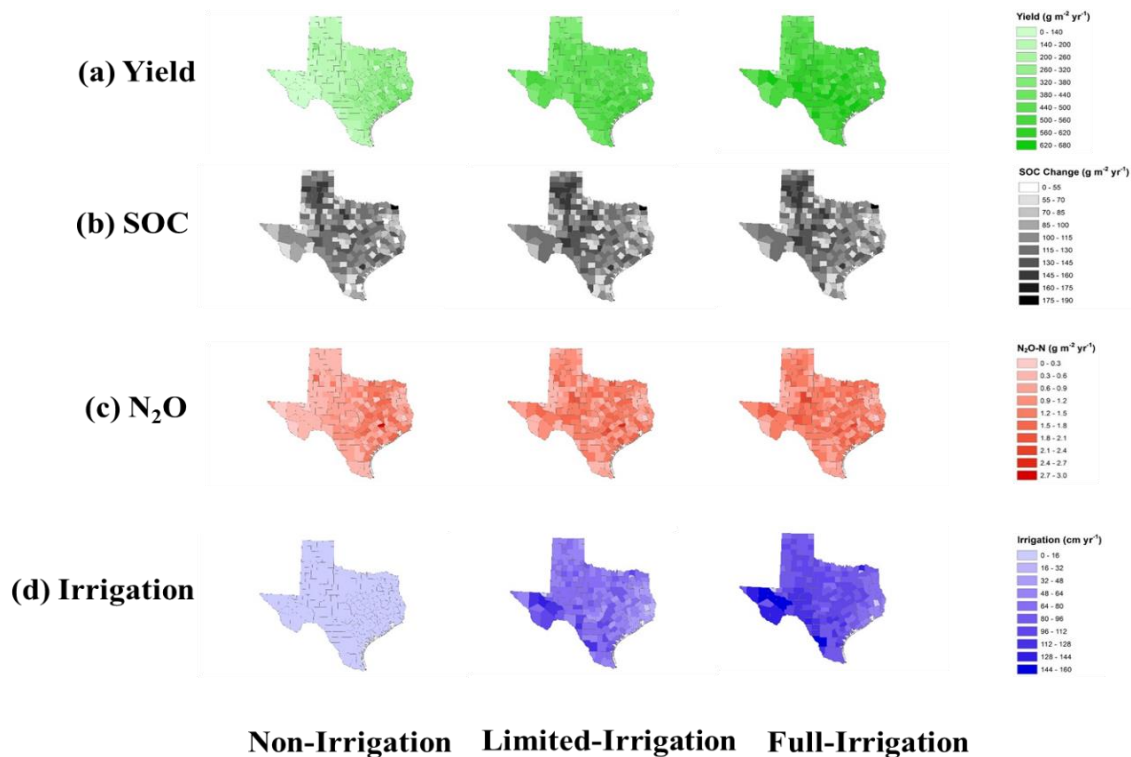 (a) Yield
Yield (g m⁻² yr⁻¹)
0 - 140
140 - 200
200 - 260
260 - 320
320 - 380
380 - 440
440 - 500
500 - 560
560 - 620
620 - 680
(b) SOC
SOC Change (g m⁻² yr⁻¹)
0 - 55
55 - 70
70 - 85
85 - 100
100 - 115
115 - 130
130 - 145
145 - 160
160 - 175
175 - 190
(c) N₂O
N₂O-N (g m⁻² yr⁻¹)
0 - 0.3
0.3 - 0.6
0.6 - 0.9
0.9 - 1.2
1.2 - 1.5
1.5 - 1.8
1.8 - 2.1
2.1 - 2.4
2.4 - 2.7
2.7 - 3.0
(d) Irrigation
Irrigation (cm yr⁻¹)
0 - 16
16 - 32
32 - 48
48 - 64
64 - 80
80 - 96
96 - 112
112 - 128
128 - 144
144 - 160
Non-Irrigation Limited-Irrigation Full-Irrigation